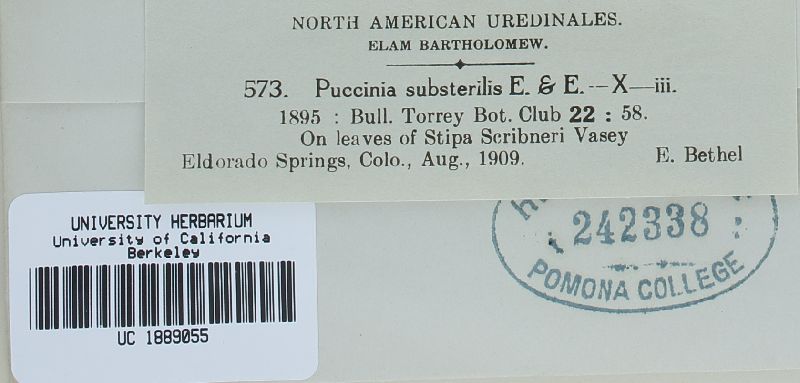 NORTH AMERICAN UREDINALES.
ELAM BARTHOLOMEW.
573. Puccinia substerilis E. & E.--X—iii.
1895 : Bull. Torrey Bot. Club 22 : 58.
On leaves of Stipa Scribneri Vasey
Eldorado Springs, Colo., Aug., 1909. E. Bethel
UNIVERSITY HERBARIUM
University of California
Berkeley
UC 1889055
242338
POMONA COLLEGE